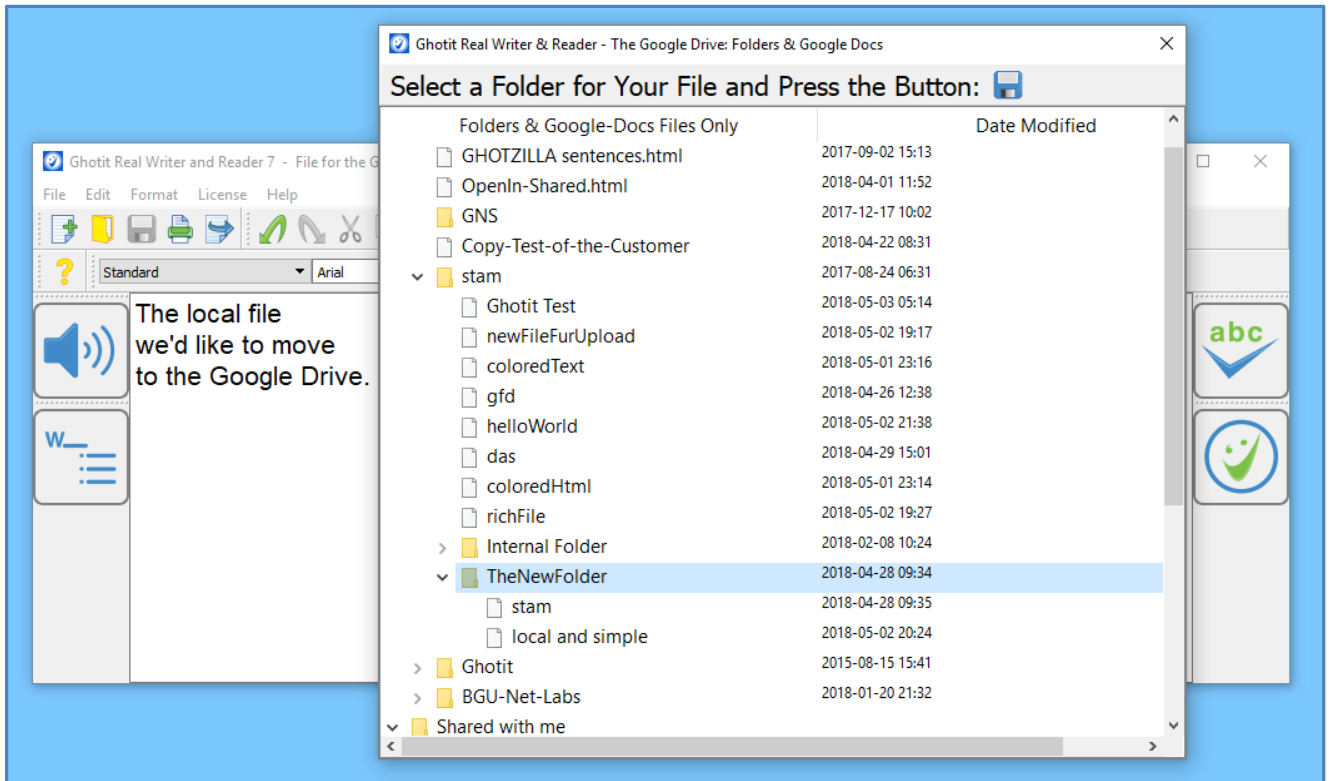 Ghotit Real Writer & Reader - The Google Drive: Folders & Google Docs
Select a Folder for Your File and Press the Button:
Folders & Google-Docs Files Only Date Modified
GHOTZILLA sentences.html 2017-09-02 15:13
OpenIn-Shared.html 2018-04-01 11:52
GNS 2017-12-17 10:02
Copy-Test-of-the-Customer 2018-04-22 08:31
stam 2017-08-24 06:31
Ghotit Test 2018-05-03 05:14
newFileFurUpload 2018-05-02 19:17
coloredText 2018-05-01 23:16
gfd 2018-04-26 12:38
helloWorld 2018-05-02 21:38
das 2018-04-29 15:01
coloredHtml 2018-05-01 23:14
richFile 2018-05-02 19:27
Internal Folder 2018-02-08 10:24
TheNewFolder 2018-04-28 09:34
stam 2018-04-28 09:35
local and simple 2018-05-02 20:24
Ghotit 2015-08-15 15:41
BGU-Net-Labs 2018-01-20 21:32
Shared with me
Ghotit Real Writer and Reader 7 - File for the G
File Edit Format License Help
Standard Arial
The local file
we'd like to move
to the Google Drive.
W
abc